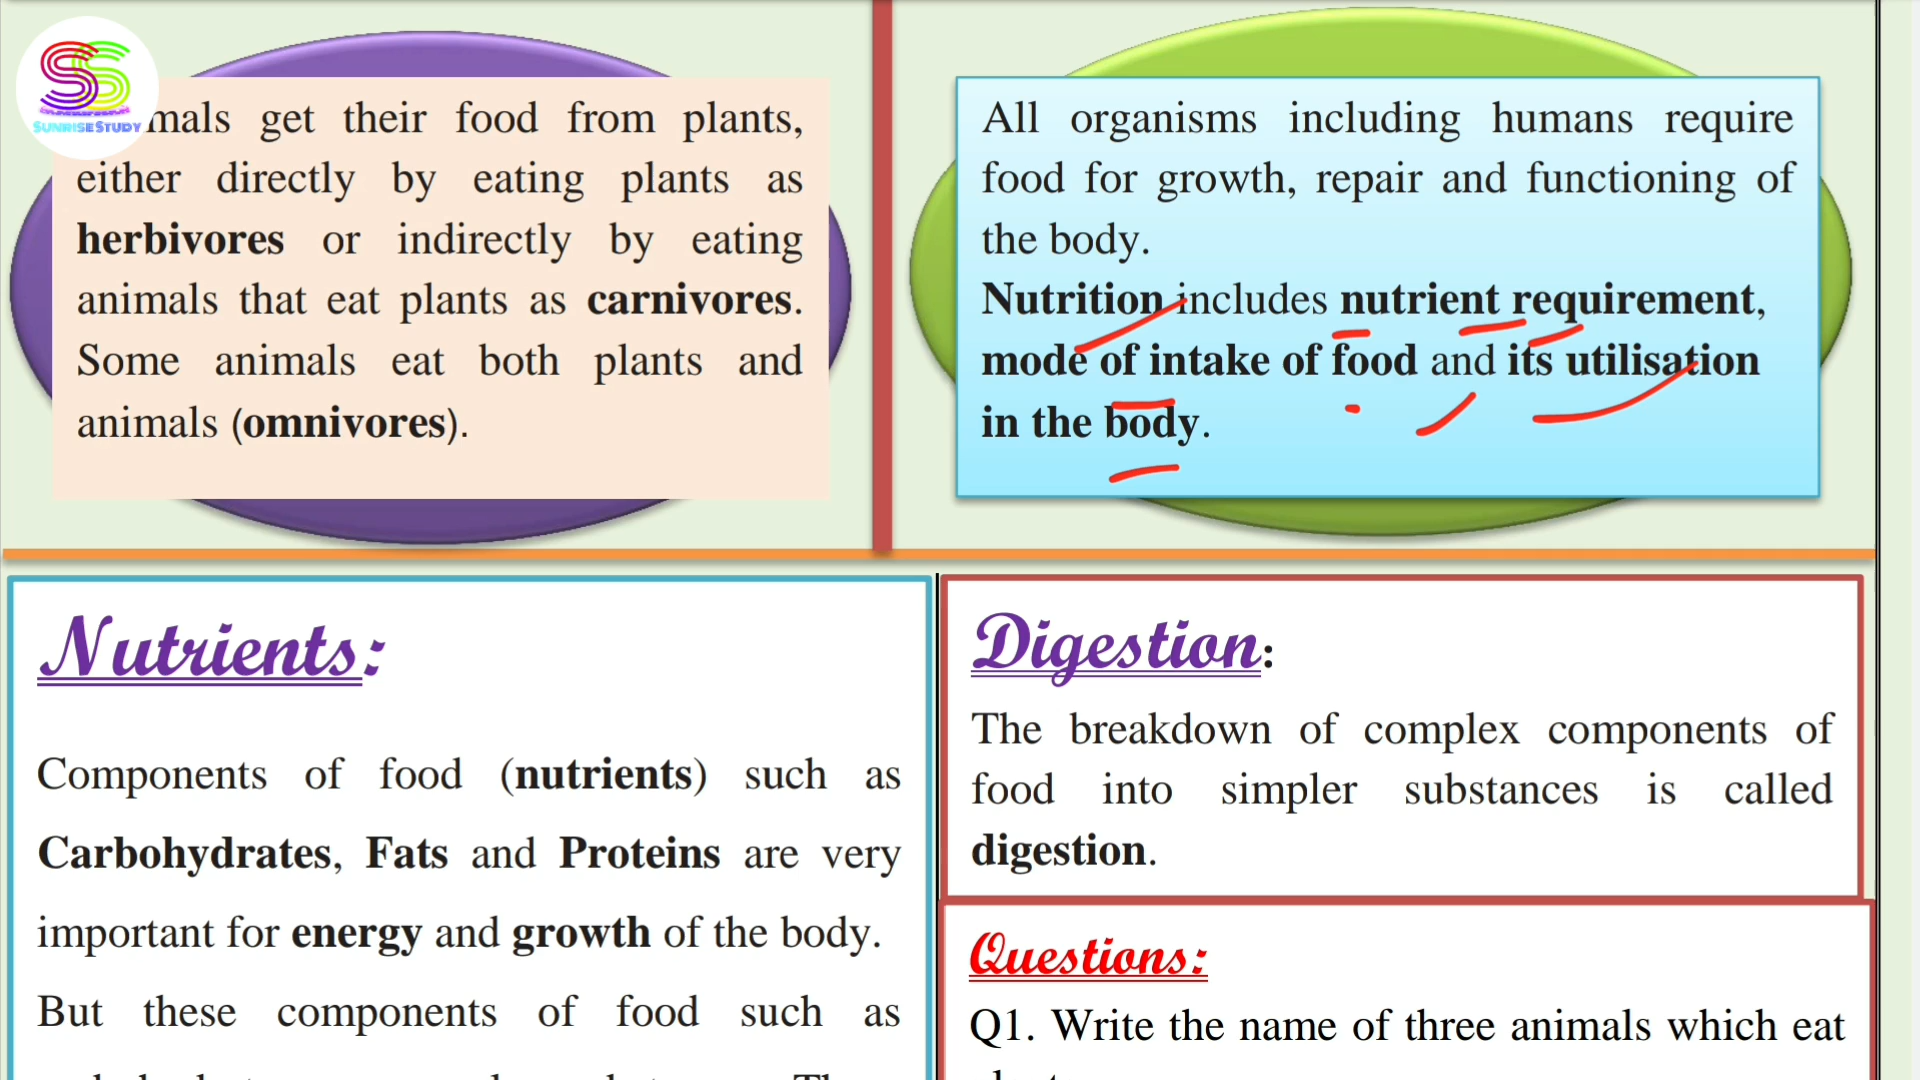 SS
SUNRISESTUDY
mals get their food from plants,
either directly by eating plants as
herbivores or indirectly by eating
animals that eat plants as carnivores.
Some animals eat both plants and
animals (omnivores).
All organisms including humans require
food for growth, repair and functioning of
the body.
Nutrition includes nutrient requirement,
mode of intake of food and its utilisation
in the body.
Nutrients:
Components of food (nutrients) such as
Carbohydrates, Fats and Proteins are very
important for energy and growth of the body.
But these components of food such as
Digestion:
The breakdown of complex components of
food into simpler substances is called
digestion.
Questions:
Q1. Write the name of three animals which eat